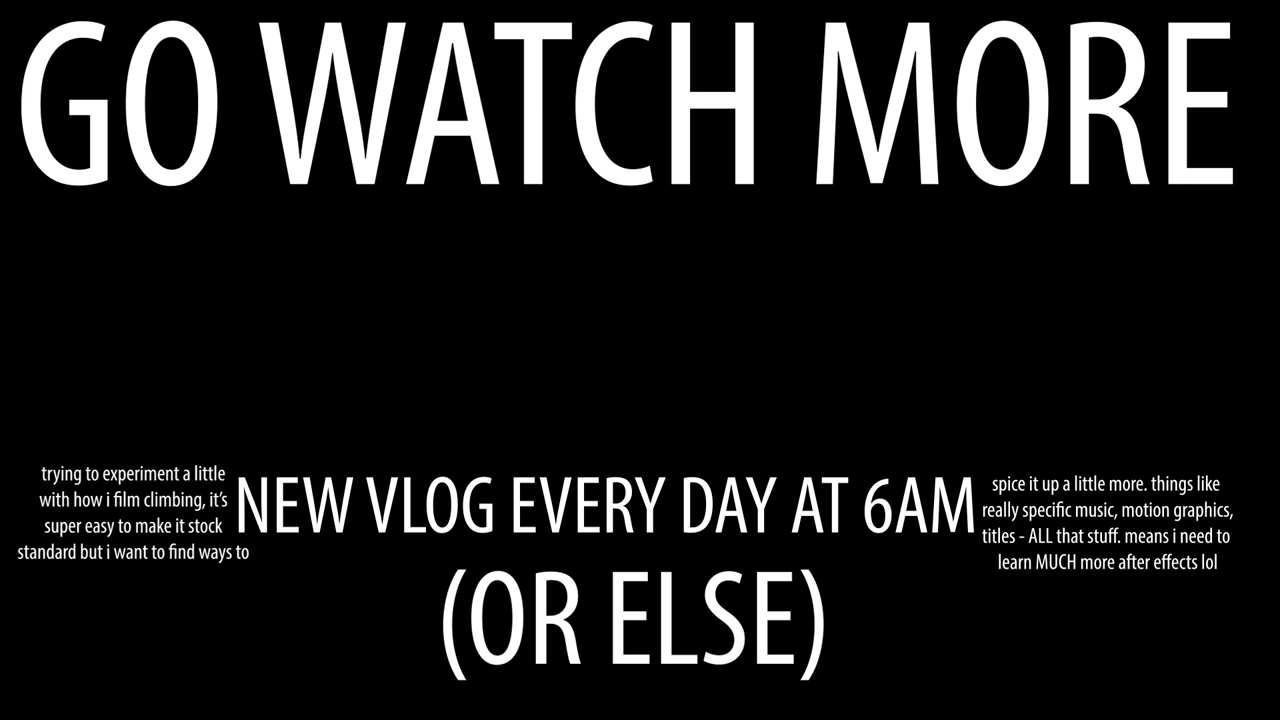 GO WATCH MORE
trying to experiment a little
with how i film climbing, it's
super easy to make it stock
standard but i want to find ways to
NEW VLOG EVERY DAY AT 6AM
spice it up a little more. things like
really specific music, motion graphics,
titles - ALL that stuff. means i need to
learn MUCH more after effects lol
(OR ELSE)